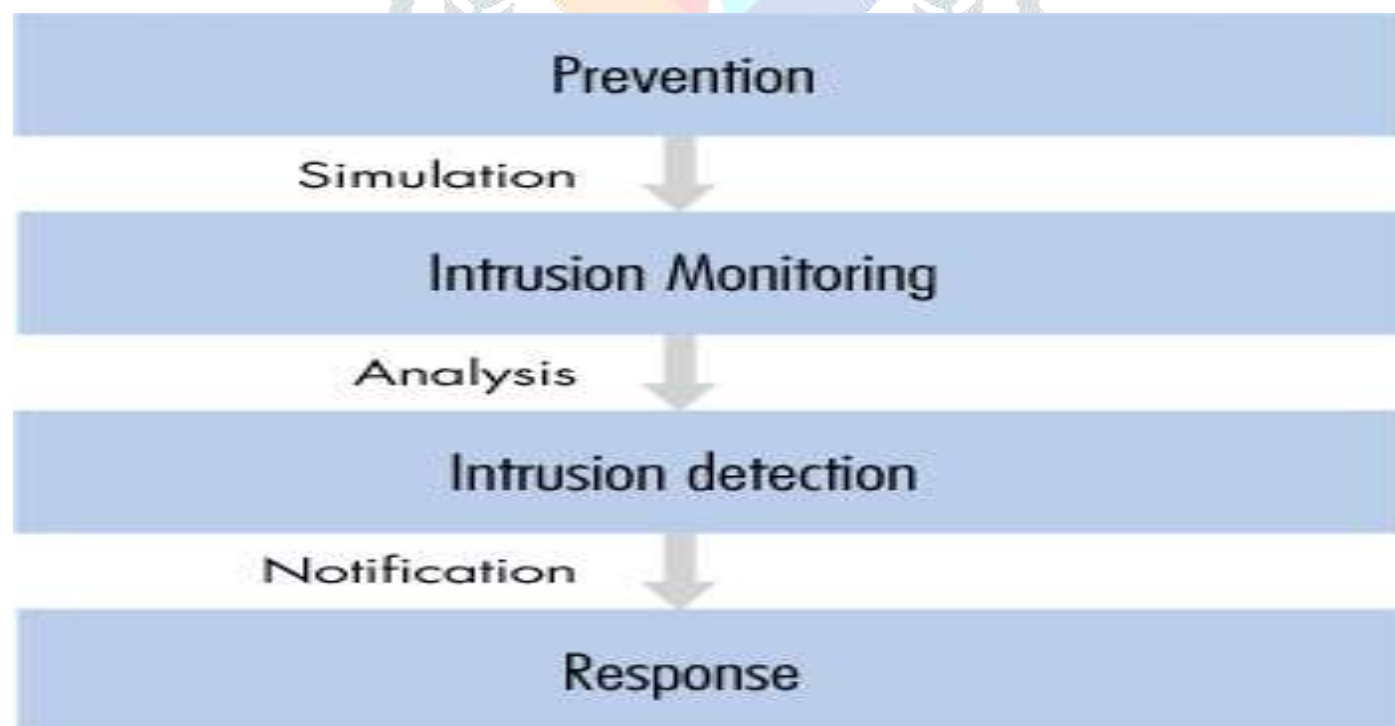 Prevention
Simulation
Intrusion Monitoring
Analysis
Intrusion detection
Notification
Response